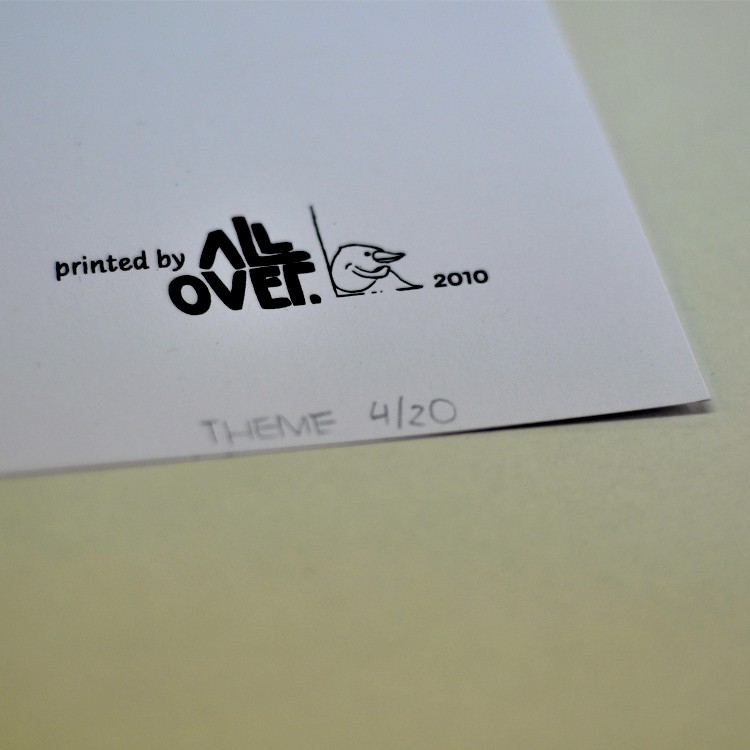 printed by ALL OVER. 2010
THEME 4/20